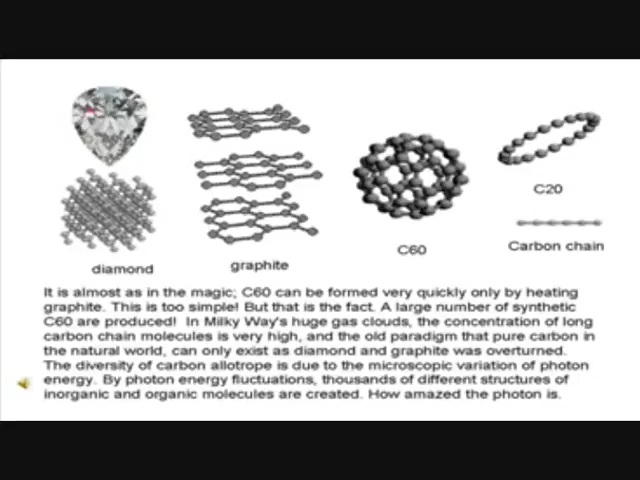 C20
Carbon chain
C60
graphite
diamond
It is almost as in the magic; C60 can be formed very quickly only by heating
graphite. This is too simple! But that is the fact. A large number of synthetic
C60 are produced! In Milky Way's huge gas clouds, the concentration of long
carbon chain molecules is very high, and the old paradigm that pure carbon in
the natural world, can only exist as diamond and graphite was overturned.
The diversity of carbon allotrope is due to the microscopic variation of photon
energy. By photon energy fluctuations, thousands of different structures of
inorganic and organic molecules are created. How amazed the photon is.